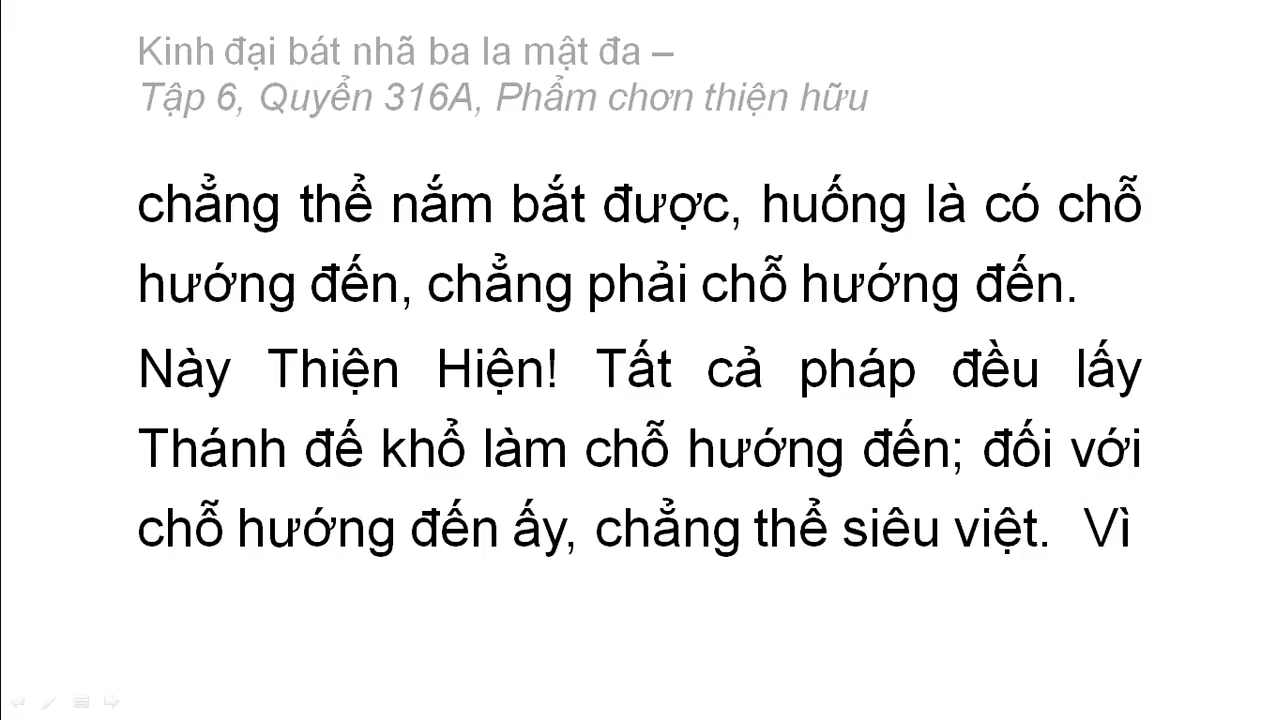 Kinh đại bát nhã ba la mật đa –
Tập 6, Quyển 316A, Phẩm chơn thiện hữu
chẳng thể nắm bắt được, huống là có chỗ
hướng đến, chẳng phải chỗ hướng đến.
Này Thiện Hiện! Tất cả pháp đều lấy
Thánh đế khổ làm chỗ hướng đến; đối với
chỗ hướng đến ấy, chẳng thể siêu việt. Vì